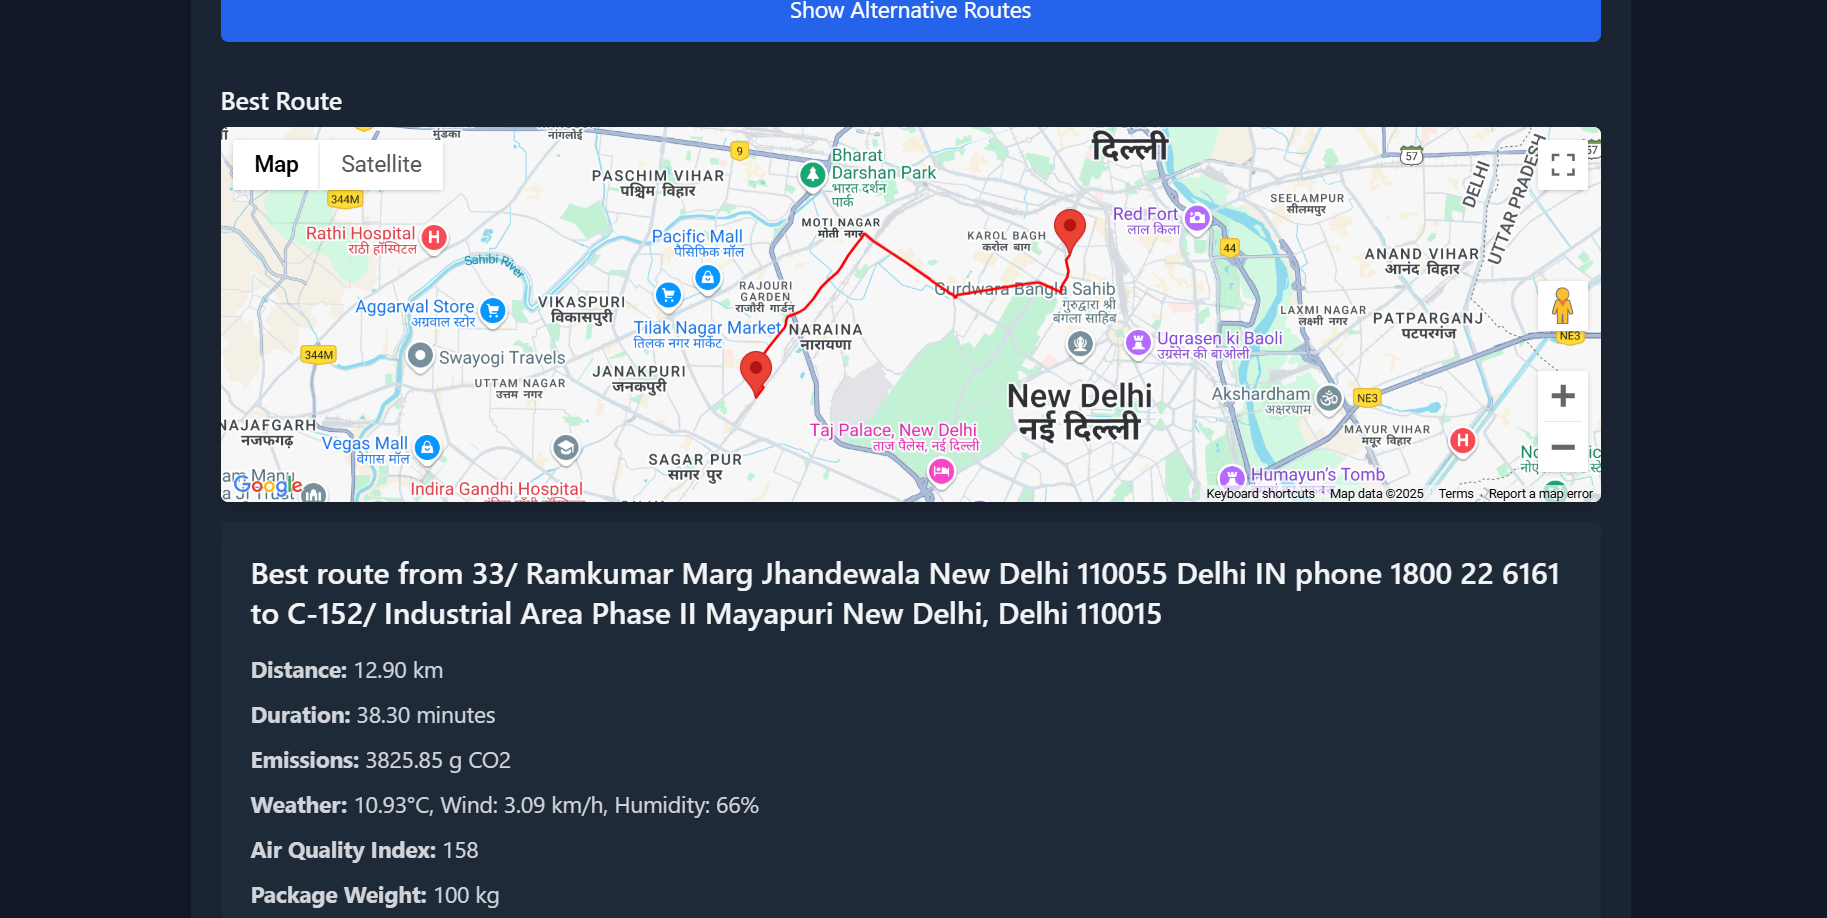 Show Alternative Routes
Best Route
Map
Satellite
मुंडका
नांगलोई
दिल्ली
9
Bharat
Darshan Park
भारत दर्शन
पार्क
57
57
DELHI
UTTAR PRADESH
PASCHIM VIHAR
पश्चिम विहार
344M
SEELAMPUR
सीलमपुर
Red Fort
लाल किला
MOTI NAGAR
मोती नगर
Rathi Hospital
राठी हॉस्पिटल
Pacific Mall
पैसिफिक मॉल
KAROL BAGH
करोल बाग
44
ANAND VIHAR
आनंद विहार
Sahibi River
RAJOURI
GARDEN
राजौरी गार्डन
Gurdwara Bangla Sahib
गुरुद्वारा श्री
बंगला साहिब
Aggarwal Store
अग्रवाल स्टोर
VIKASPURI
विकासपुरी
LAXMI NAGAR
लक्ष्मी नगर
PATPARGANJ
पटपरगंज
Tilak Nagar Market
तिलक नगर मार्केट
NARAINA
नारायणा
Ugrasen ki Baoli
उग्रसेन की बाओली
NE3
344M
Swayogi Travels
JANAKPURI
जनकपुरी
UTTAM NAGAR
उत्तम नगर
New Delhi
नई दिल्ली
Akshardham
अक्षरधाम
NE3
NAJAFGARH
नजफगढ़
Vegas Mall
वेगास मॉल
Taj Palace, New Delhi
ताज पैलेस, नई दिल्ली
MAYUR VIHAR
मयूर विहार
SAGAR PUR
सागर पुर
Humayun's Tomb
Indira Gandhi Hospital
Google
Keyboard shortcuts
Map data ©2025
Terms
Report a map error
Best route from 33/ Ramkumar Marg Jhandewala New Delhi 110055 Delhi IN phone 1800 22 6161
to C-152/ Industrial Area Phase II Mayapuri New Delhi, Delhi 110015
Distance: 12.90 km
Duration: 38.30 minutes
Emissions: 3825.85 g CO2
Weather: 10.93°C, Wind: 3.09 km/h, Humidity: 66%
Air Quality Index: 158
Package Weight: 100 kg